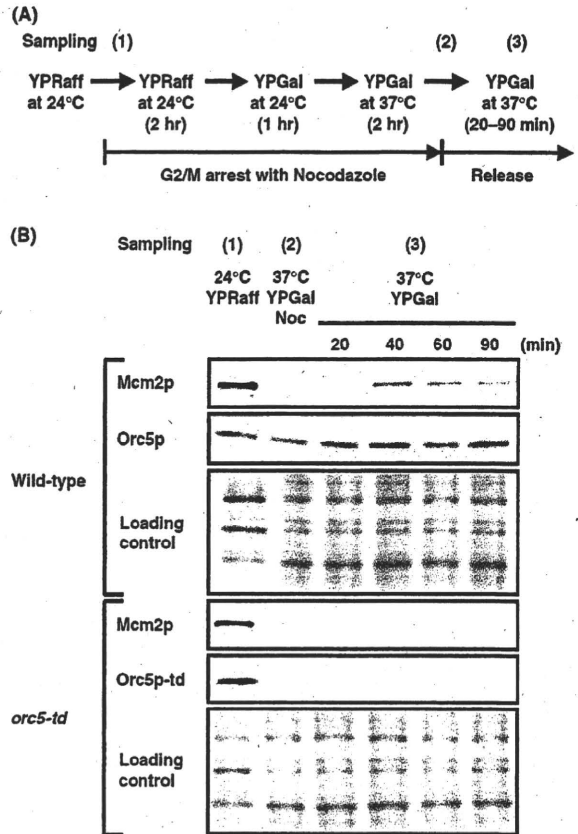 (A)
Sampling (1) (2) (3)
YPRaff YPRaff YPGal YPGal YPGal
at 24°C at 24°C at 24°C at 37°C at 37°C
(2 hr) (1 hr) (2 hr) (20–90 min)
G2/M arrest with Nocodazole Release
(B)
Sampling (1) (2) (3)
24°C 37°C 37°C
YPRaff YPGal YPGal
Noc
20 40 60 90 (min)
Mcm2p
Orc5p
Wild-type
Loading
control
Mcm2p
Orc5p-td
orc5-td
Loading
control